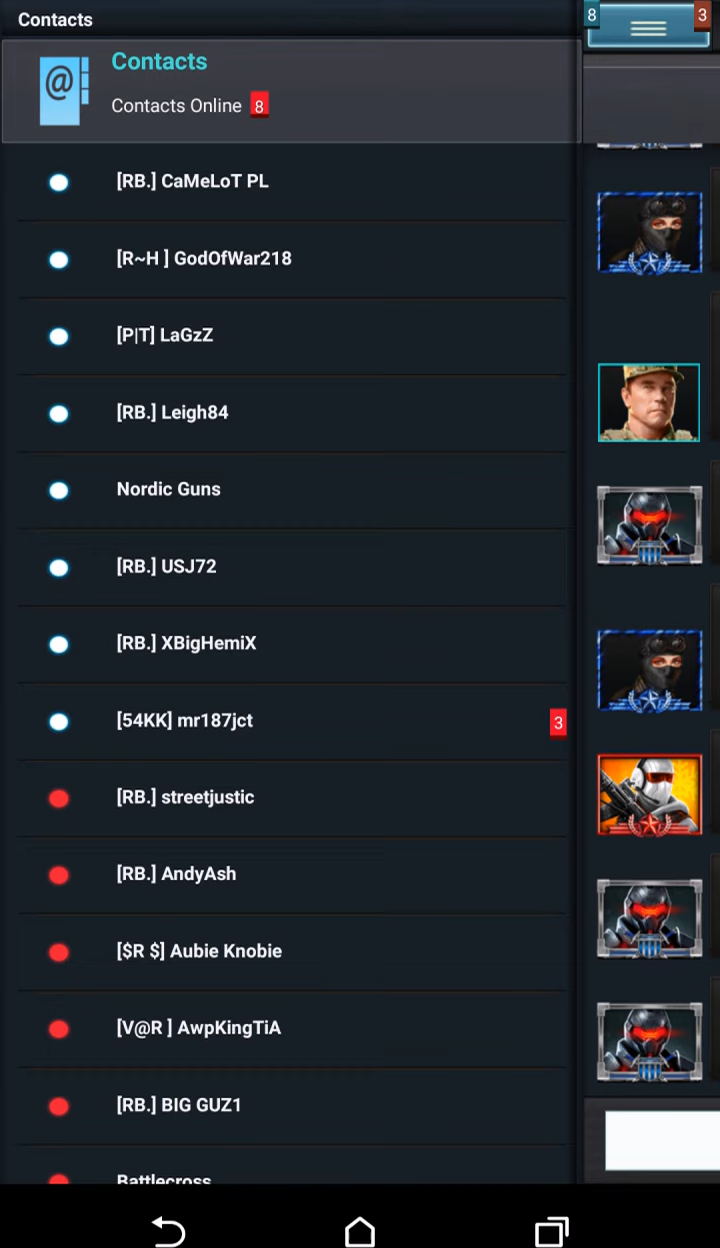 Contacts
8
3
Contacts
Contacts Online 8
[RB.] CaMeLoT PL
[R~H ] GodOfWar218
[P|T] LaGzZ
[RB.] Leigh84
Nordic Guns
[RB.] USJ72
[RB.] XBigHemiX
[54KK] mr187jct
3
[RB.] streetjustic
[RB.] AndyAsh
[$R $] Aubie Knobie
[V@R ] AwpKingTiA
[RB.] BIG GUZ1
Battlecross